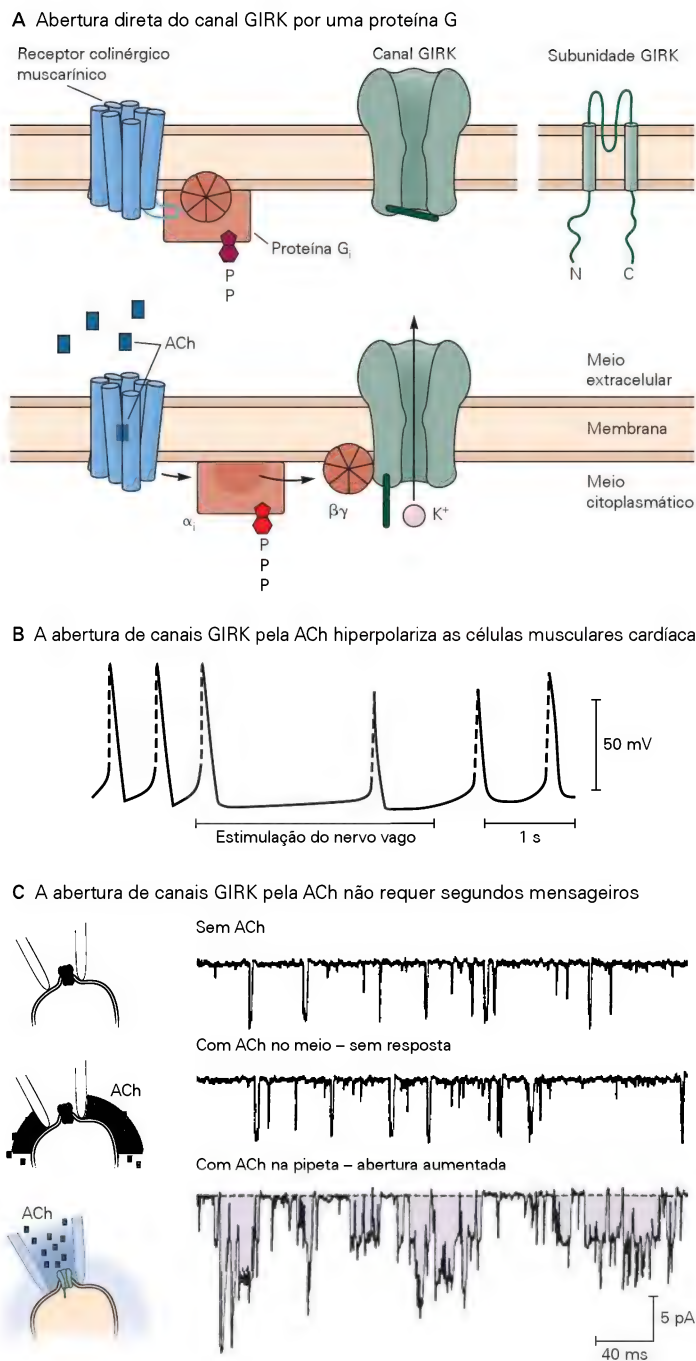 A Abertura direta do canal GIRK por uma proteína G
Receptor colinérgico
muscarínico
Canal GIRK
Subunidade GIRK
Proteína Gi
P
P
N
C
ACh
Meio
extracelular
Membrana
Meio
citoplasmático
αi
βγ
K+
P
P
P
B A abertura de canais GIRK pela ACh hiperpolariza as células musculares cardíaca
50 mV
Estimulação do nervo vago
1 s
C A abertura de canais GIRK pela ACh não requer segundos mensageiros
Sem ACh
Com ACh no meio – sem resposta
ACh
Com ACh na pipeta – abertura aumentada
ACh
5 pA
40 ms